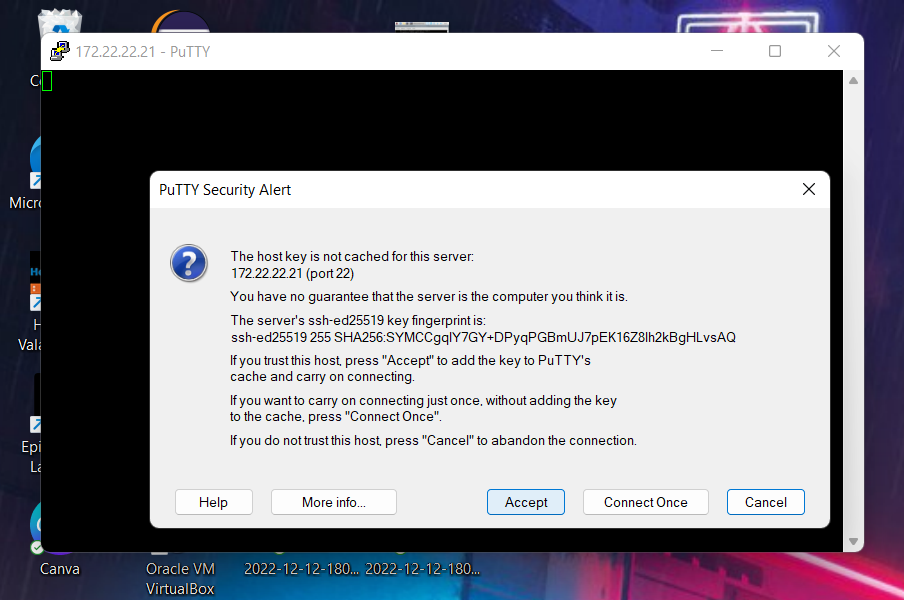 172.22.22.21 - PuTTY
PuTTY Security Alert
The host key is not cached for this server:
172.22.22.21 (port 22)
You have no guarantee that the server is the computer you think it is.
The server's ssh-ed25519 key fingerprint is:
ssh-ed25519 255 SHA256:SYMCCgqlY7GY+DPyqPGBmUJ7pEK16Z8lh2kBgHLvsAQ
If you trust this host, press "Accept" to add the key to PuTTY's
cache and carry on connecting.
If you want to carry on connecting just once, without adding the key
to the cache, press "Connect Once".
If you do not trust this host, press "Cancel" to abandon the connection.
Help
More info...
Accept
Connect Once
Cancel
Canva
Oracle VM
VirtualBox
2022-12-12-180...
2022-12-12-180...